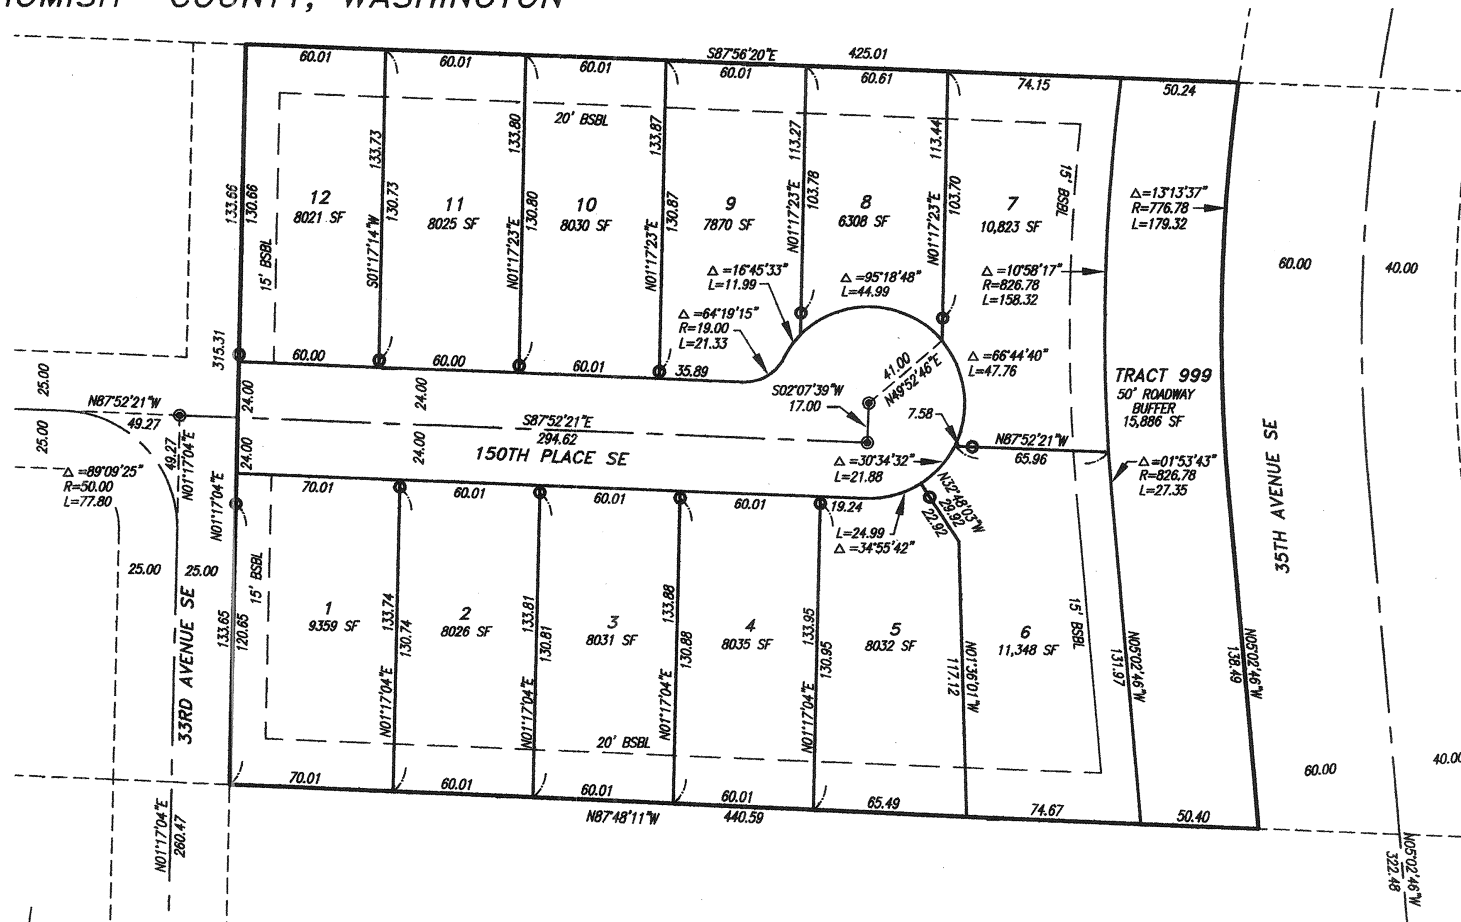 COUNTY, WASHINGTON
S87°56'20"E 425.01
60.01
60.01
60.01
60.01
60.61
74.15
50.24
20' BSBL
15' BSBL
133.66
130.66
12
8021 SF
S01°17'14"W
133.73
130.73
11
8025 SF
N01°17'23"E
133.80
130.80
10
8030 SF
N01°17'23"E
133.87
130.87
9
7870 SF
N01°17'23"E
113.27
103.78
8
6308 SF
N01°17'23"E
113.44
103.70
7
10,823 SF
15' BSBL
Δ=13°13'37"
R=776.78
L=179.32
Δ=10°58'17"
R=826.78
L=158.32
60.00
40.00
Δ=16°45'33"
L=11.99
Δ=95°18'48"
L=44.99
Δ=64°19'15"
R=19.00
L=21.33
Δ=66°44'40"
L=47.76
315.31
60.00
60.00
60.01
35.89
41.00
N49°52'46"E
S02°07'39"W
17.00
TRACT 999
50' ROADWAY
BUFFER
15,886 SF
25.00
25.00
N87°52'21"W
49.27
49.27
N01°17'04"E
24.00
24.00
24.00
24.00
S87°52'21"E
294.62
150TH PLACE SE
7.58
N87°52'21"W
65.96
Δ=89°09'25"
R=50.00
L=77.80
N01°17'04"E
Δ=30°34'32"
L=21.88
Δ=01°53'43"
R=826.78
L=27.35
70.01
60.01
60.01
60.01
19.24
L=24.99
Δ=34°55'42"
N32°48'03"W
29.92
22.92
35TH AVENUE SE
25.00
25.00
33RD AVENUE SE
15' BSBL
133.65
120.65
1
9359 SF
N01°17'04"E
133.74
130.74
2
8026 SF
N01°17'04"E
133.81
130.81
3
8031 SF
N01°17'04"E
133.88
130.88
4
8035 SF
N01°17'04"E
133.95
130.95
5
8032 SF
N01°36'01"W
117.12
6
11,348 SF
15' BSBL
N05°02'46"W
131.97
N05°02'46"W
138.49
20' BSBL
70.01
60.01
60.01
60.01
65.49
74.67
50.40
N87°48'11"W 440.59
60.00
40.00
N01°17'04"E
260.47
N05°02'46"W
322.48